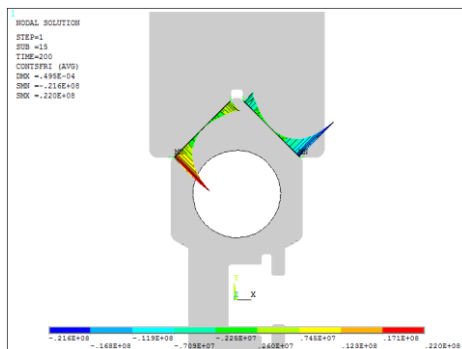 1
NODAL SOLUTION
STEP=1
SUB =15
TIME=200
CONTSFRI (AVG)
DMX =.495E-04
SMN =-.216E+08
SMX =.220E+08
X
-.216E+08 -.119E+08 -.225E+07 .745E+07 .171E+08
-.168E+08 -.709E+07 .260E+07 .123E+08 .220E+08